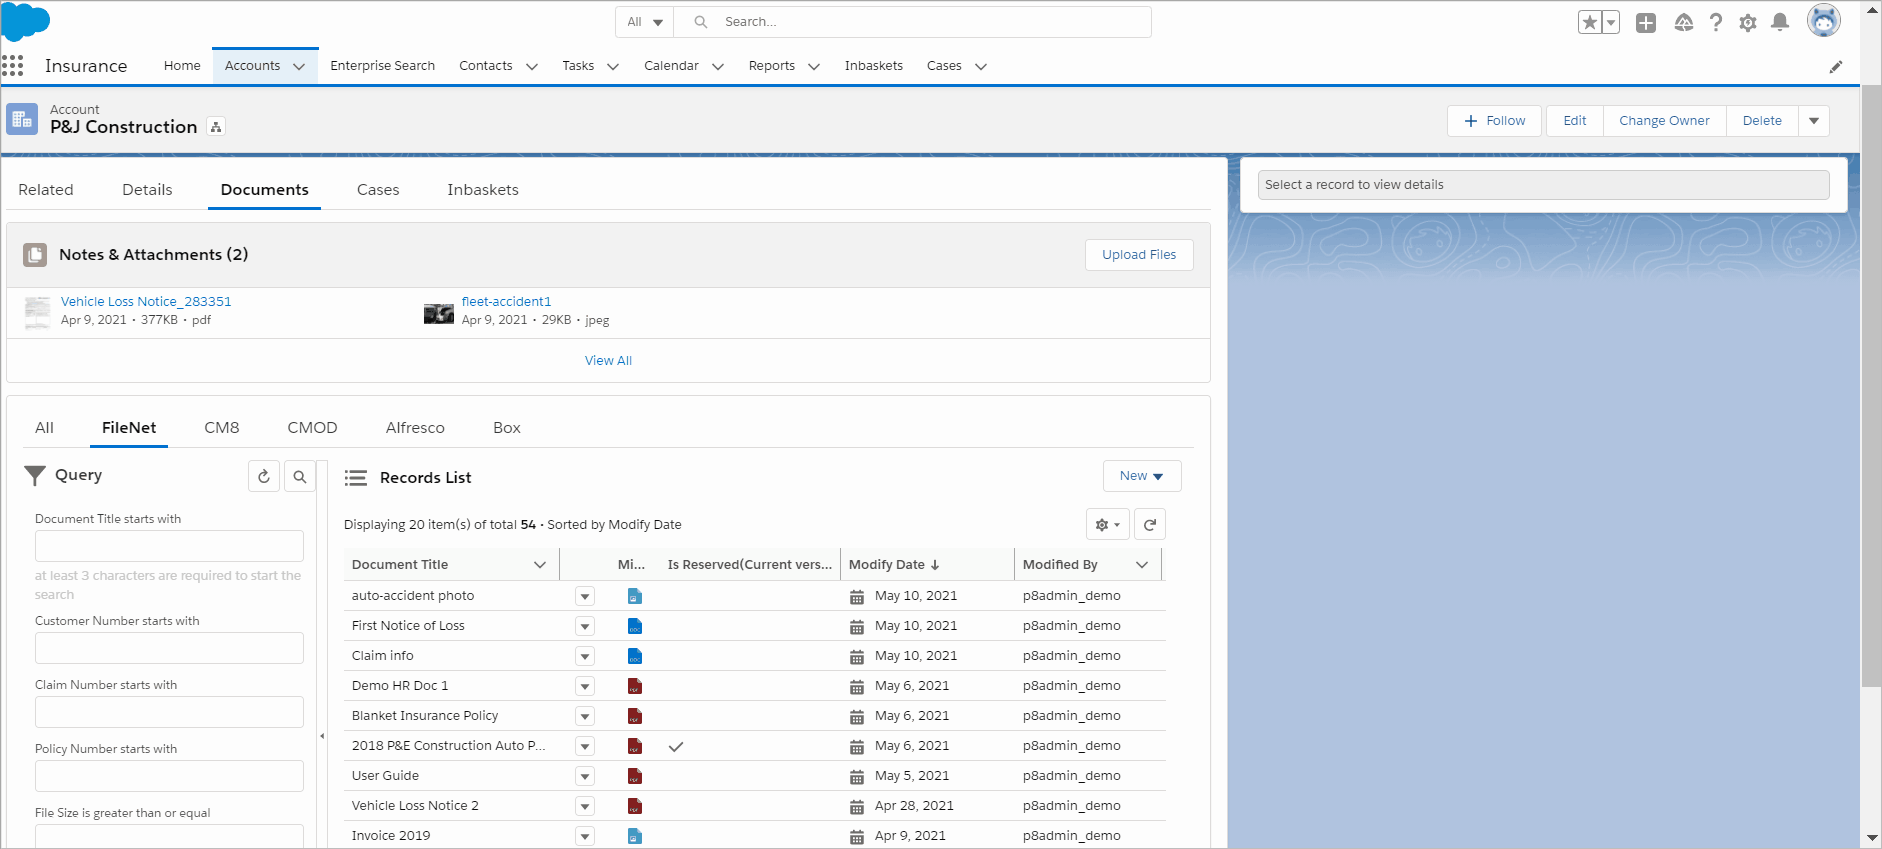 All
Search...
Insurance
Home
Accounts
Enterprise Search
Contacts
Tasks
Calendar
Reports
Inbaskets
Cases
Account
P&J Construction
Follow
Edit
Change Owner
Delete
Related
Details
Documents
Cases
Inbaskets
Select a record to view details
Notes & Attachments (2)
Upload Files
Vehicle Loss Notice_283351
Apr 9, 2021 • 377KB • pdf
fleet-accident1
Apr 9, 2021 • 29KB • jpeg
View All
All
FileNet
CM8
CMOD
Alfresco
Box
Query
Document Title starts with
at least 3 characters are required to start the
search
Customer Number starts with
Claim Number starts with
Policy Number starts with
File Size is greater than or equal
Records List
New
Displaying 20 item(s) of total 54 • Sorted by Modify Date
Document Title Mi... Is Reserved(Current vers... Modify Date Modified By
auto-accident photo May 10, 2021 p8admin_demo
First Notice of Loss DOC May 10, 2021 p8admin_demo
Claim info DOC May 10, 2021 p8admin_demo
Demo HR Doc 1 PDF May 6, 2021 p8admin_demo
Blanket Insurance Policy PDF May 6, 2021 p8admin_demo
2018 P&E Construction Auto P... PDF May 6, 2021 p8admin_demo
User Guide PDF May 5, 2021 p8admin_demo
Vehicle Loss Notice 2 PDF Apr 28, 2021 p8admin_demo
Invoice 2019 Apr 9, 2021 p8admin_demo